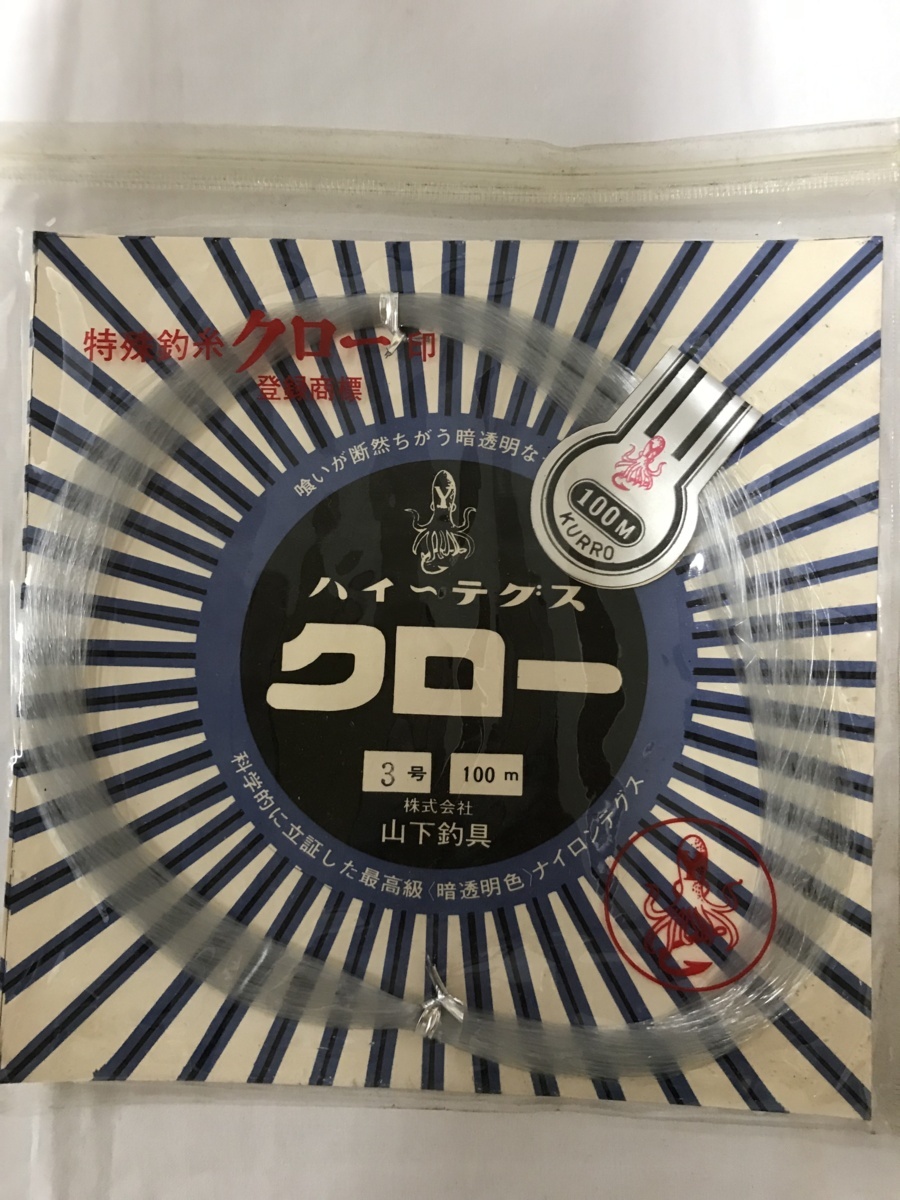 特殊釣糸クロー印
登録商標
喰いが断然ちがう暗透明な
Y
ハイ〜テグス
クロー
3号 100m
株式会社
山下釣具
科学的に立証した最高級〈暗透明色〉ナイロンテグス
100M
KURRO